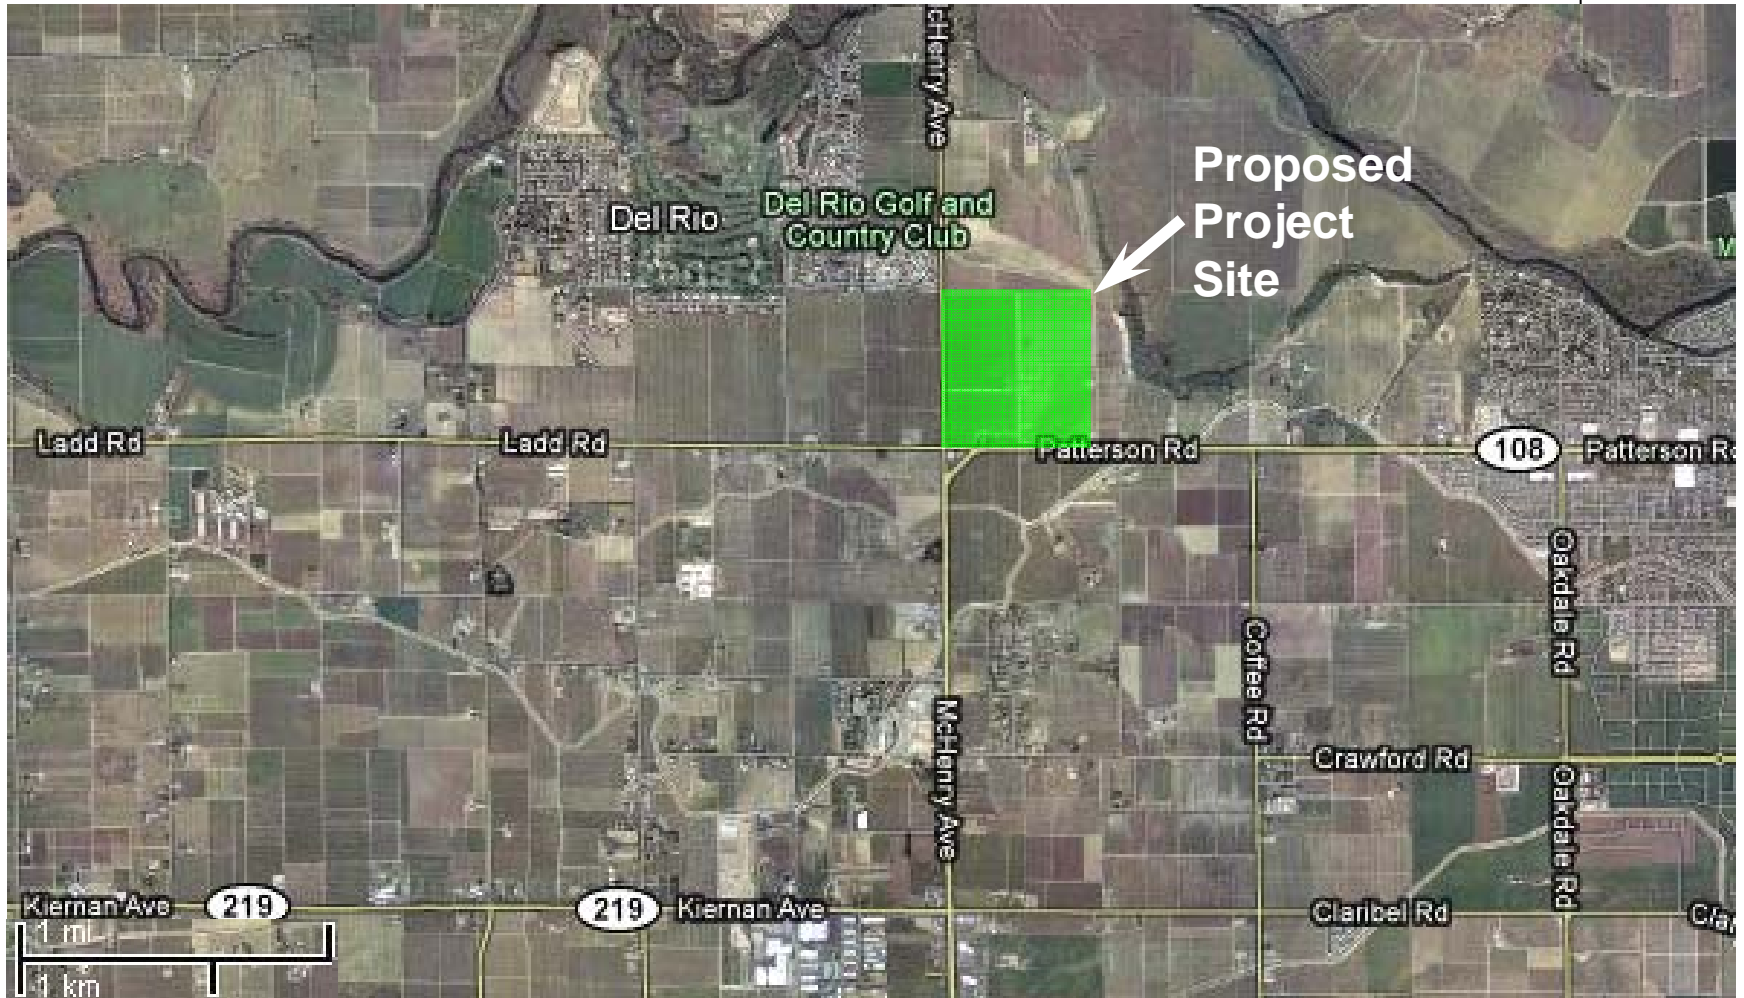 McHenry Ave
Proposed
Project
Site
Del Rio
Del Rio Golf and
Country Club
Ladd Rd
Ladd Rd
Patterson Rd
108
Patterson Rd
Oakdale Rd
Coffee Rd
McHenry Ave
Crawford Rd
Oakdale Rd
Kiernan Ave
219
219
Kiernan Ave
Claribel Rd
1 mi
1 km